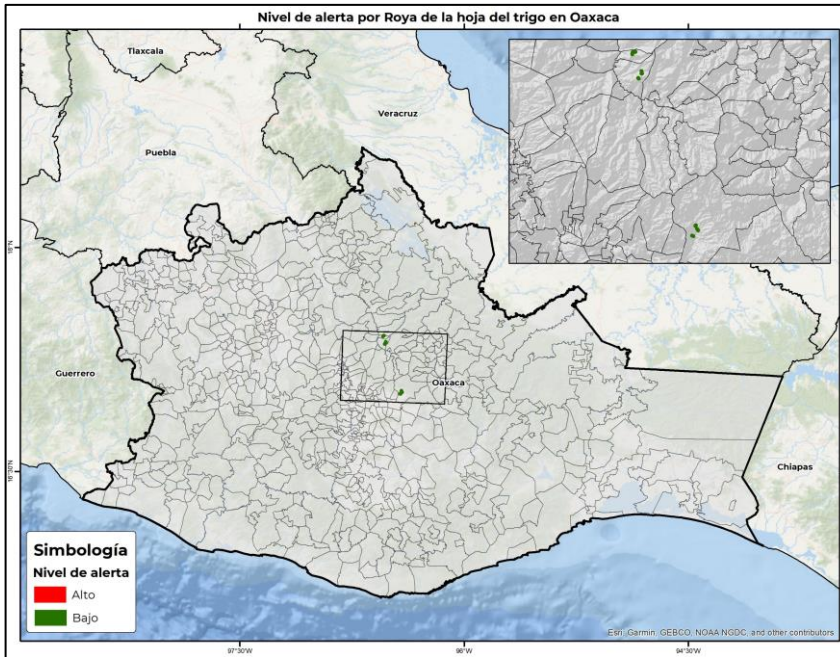 Nivel de alerta por Roya de la hoja del trigo en Oaxaca
Tlaxcala
Veracruz
Puebla
18°N
Guerrero
Oaxaca
16°30'N
Chiapas
Simbología
Nivel de alerta
Alto
Bajo
Esri, Garmin, GEBCO, NOAA NGDC, and other contributors
97°30'W
96°W
94°30'W